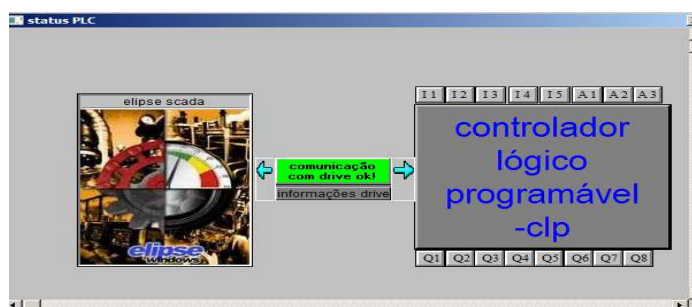 status PLC
elipse scada
elipse
windows
comunicação
com drive ok!
informações drive
I1 I2 I3 I4 I5 A1 A2 A3
controlador
lógico
programável
-clp
Q1 Q2 Q3 Q4 Q5 Q6 Q7 Q8